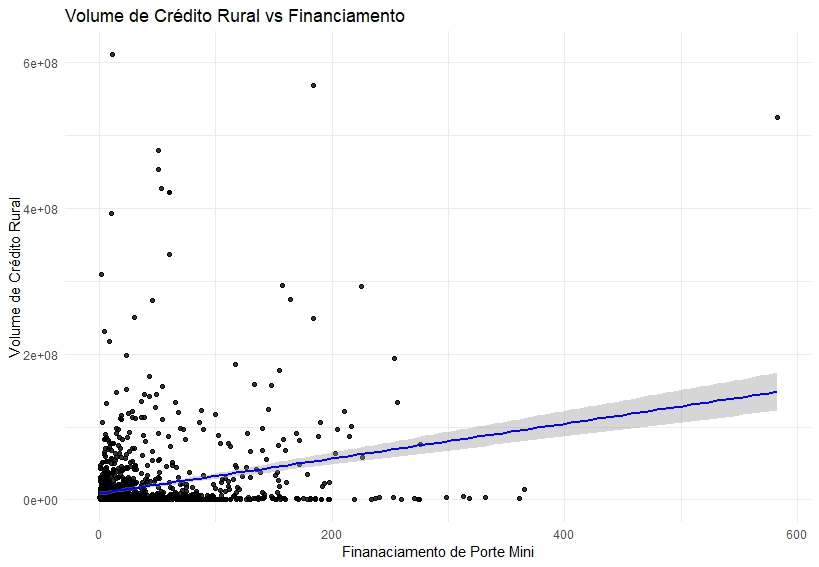 Volume de Crédito Rural vs Financiamento
Volume de Crédito Rural
6e+08
4e+08
2e+08
0e+00
0
200
400
600
Finanaciamento de Porte Mini